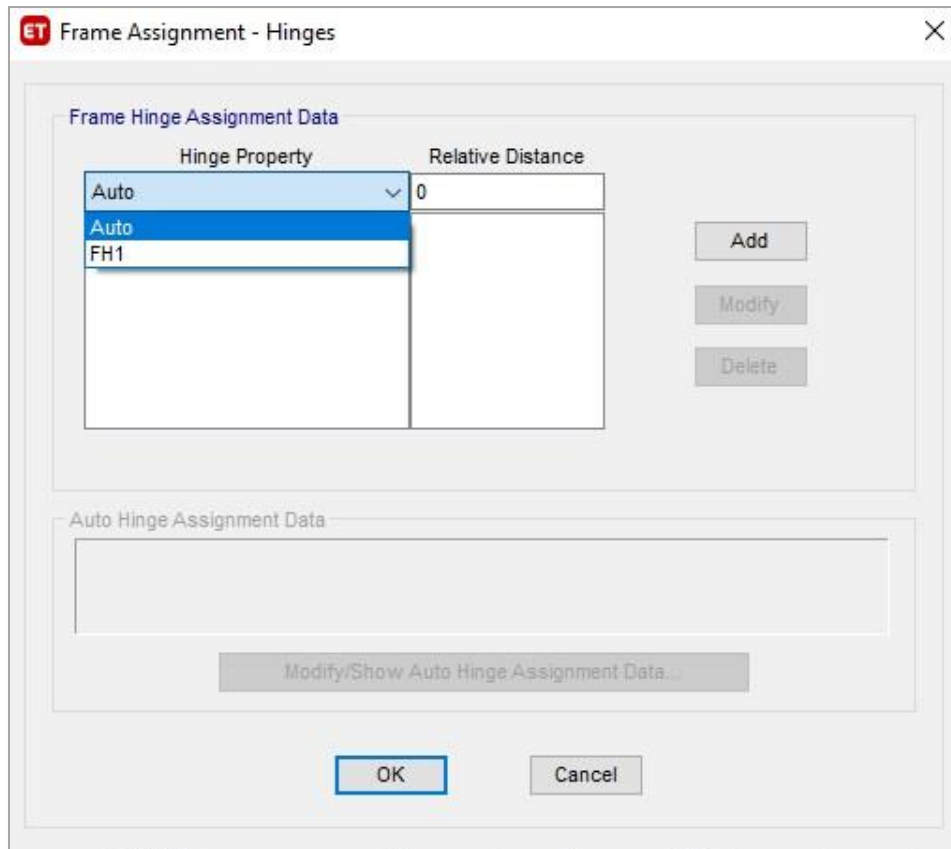 ET Frame Assignment - Hinges
Frame Hinge Assignment Data
Hinge Property Relative Distance
Auto 0
Auto
FH1
Add
Modify
Delete
Auto Hinge Assignment Data
Modify/Show Auto Hinge Assignment Data...
OK Cancel